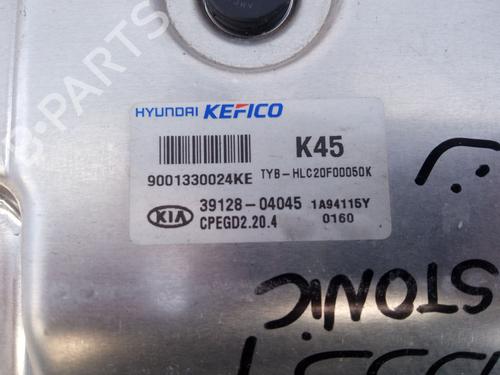 B-PARTS
HYUNDAI KEFICO
K45
9001330024KE TYB-HLC20F00050K
KIA 39128-04045 1A94115Y
CPEGD2.20.4 0160
STONIC